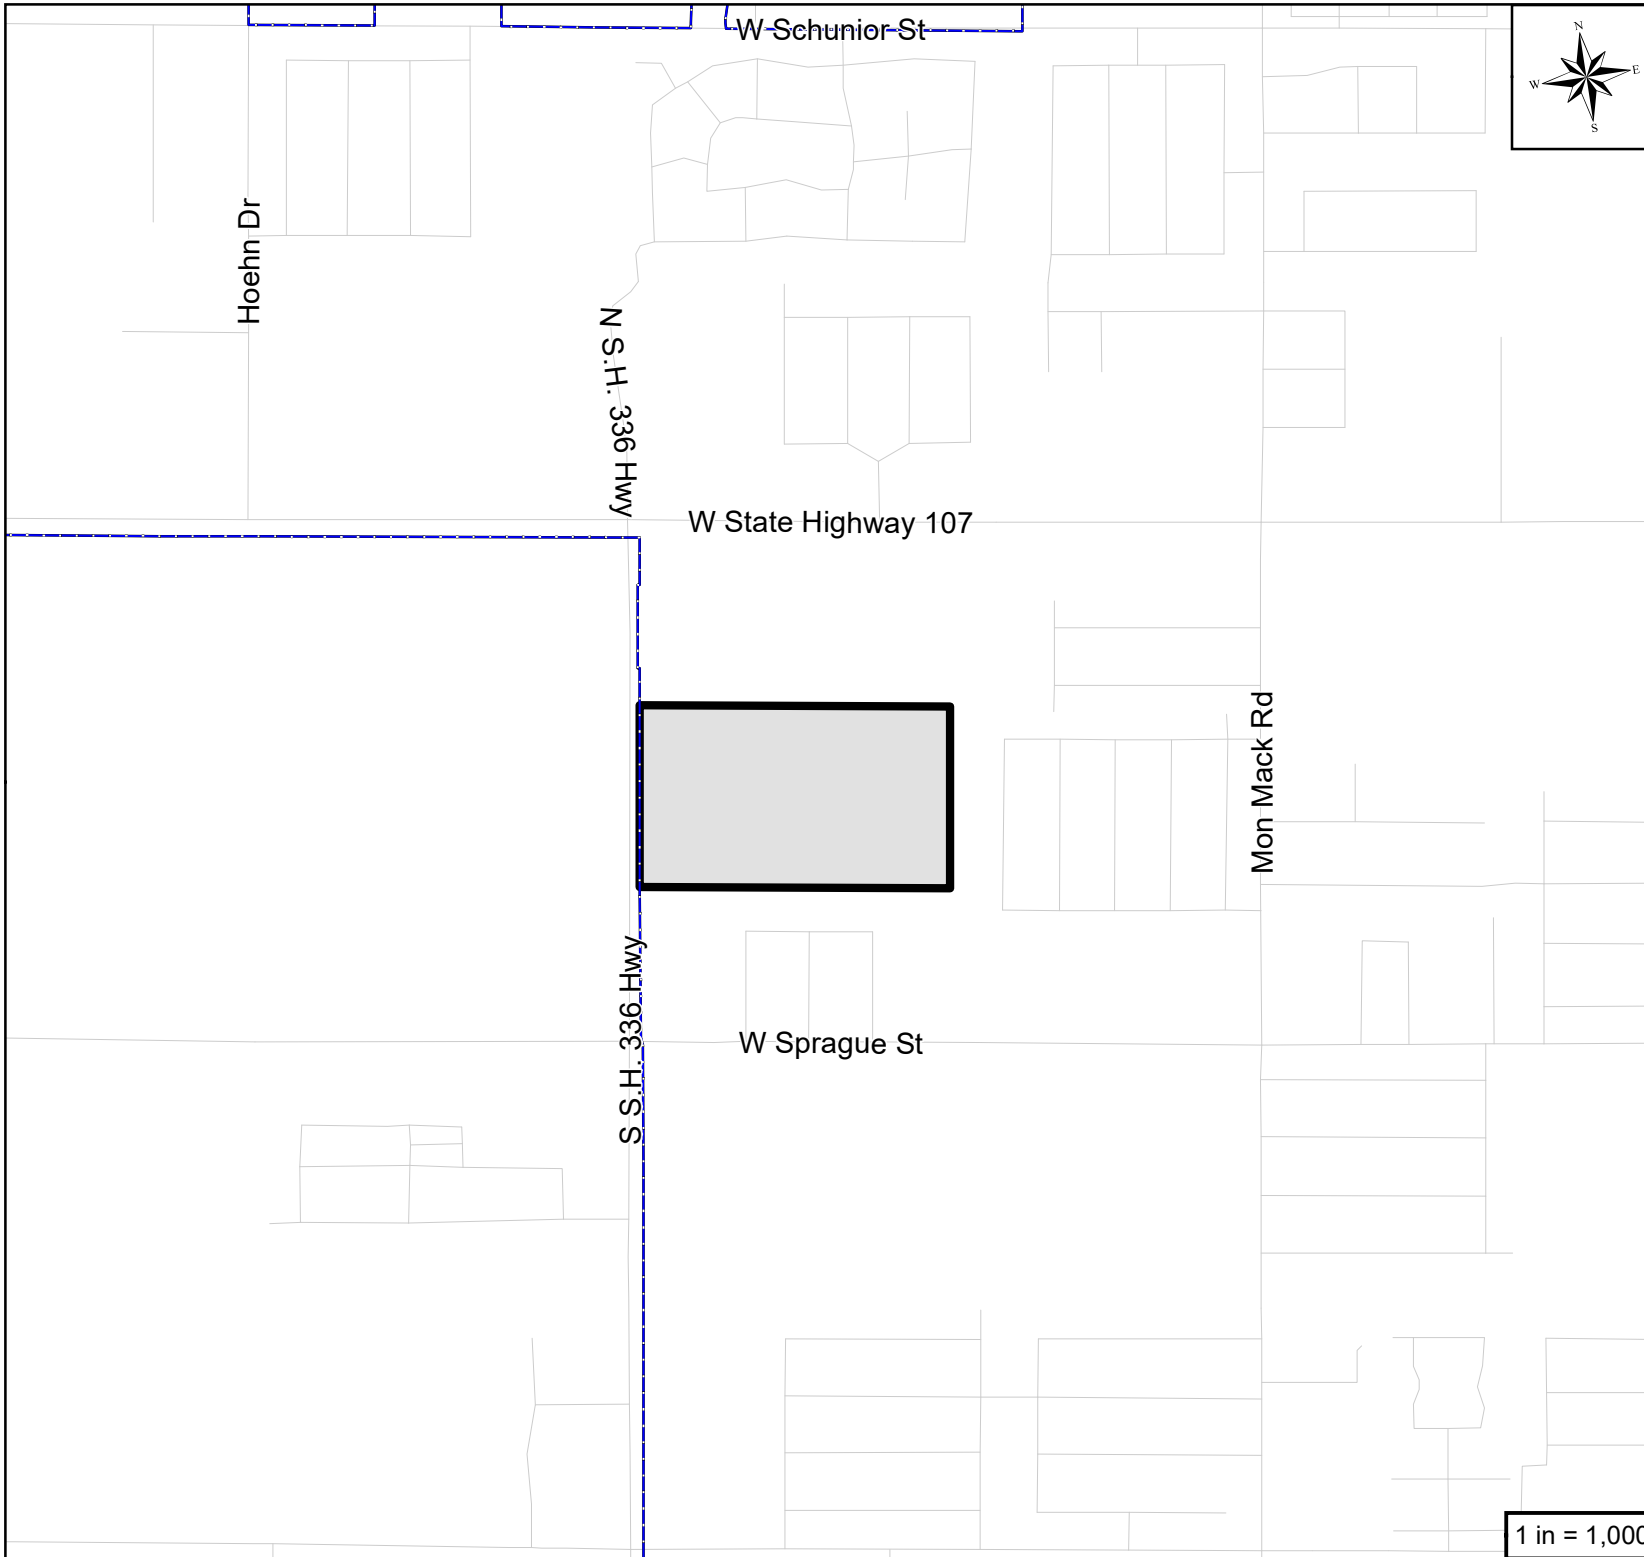 W Schunior St
N
W
E
S
Hoehn Dr
N S.H. 336 Hwy
W State Highway 107
Mon Mack Rd
S S.H. 336 Hwy
W Sprague St
1 in = 1,000